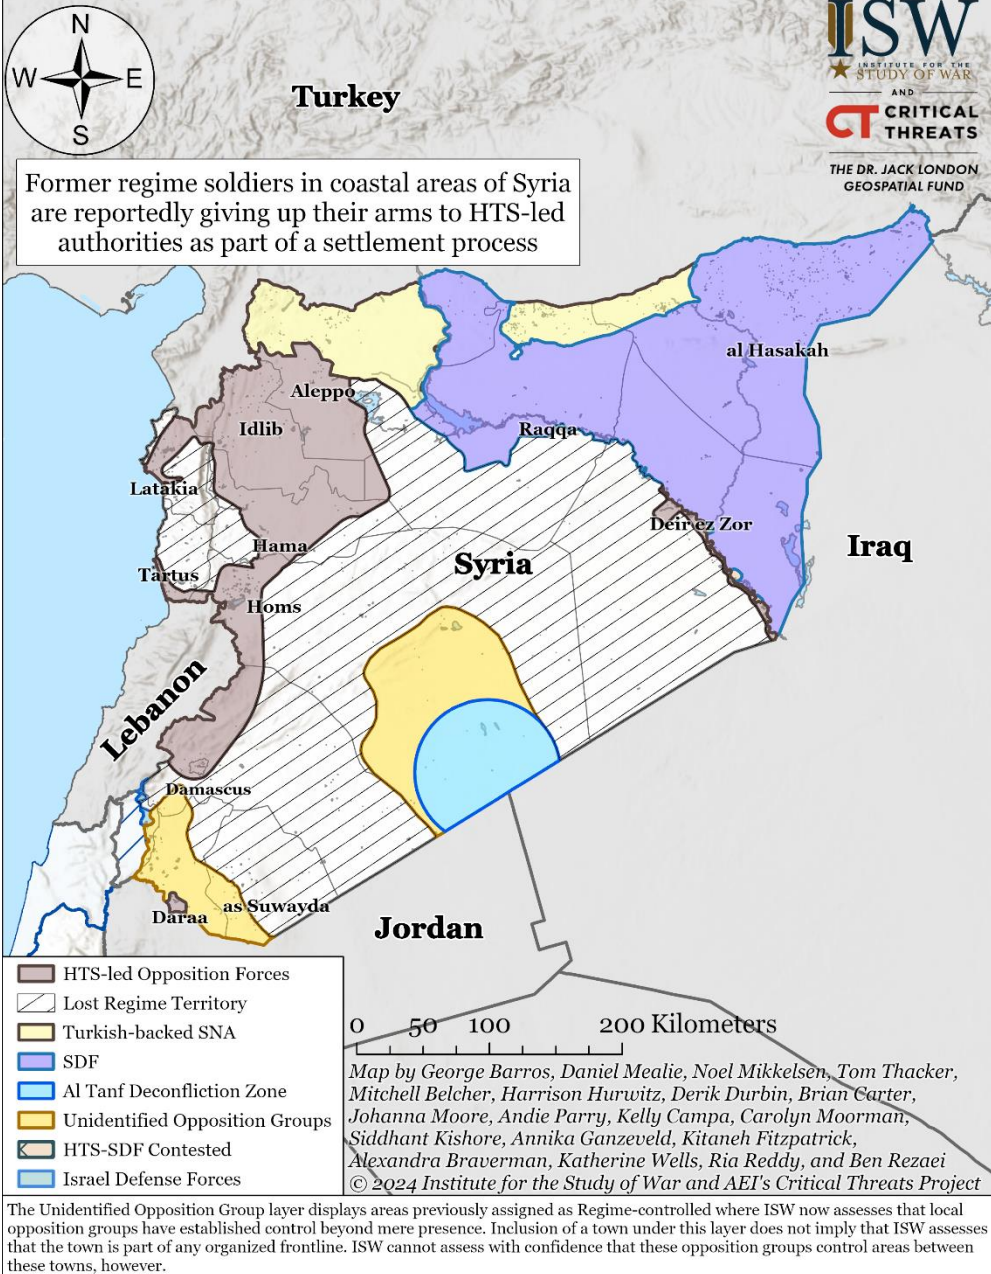 N
W
E
S
ISW
INSTITUTE FOR THE
STUDY OF WAR
AND
CT CRITICAL
THREATS
THE DR. JACK LONDON
GEOSPATIAL FUND
Turkey
Former regime soldiers in coastal areas of Syria
are reportedly giving up their arms to HTS-led
authorities as part of a settlement process
al Hasakah
Aleppo
Idlib
Raqqa
Latakia
Deir ez Zor
Hama
Syria
Iraq
Tartus
Homs
Lebanon
Damascus
as Suwayda
Daraa
Jordan
HTS-led Opposition Forces
Lost Regime Territory
Turkish-backed SNA
SDF
Al Tanf Deconfliction Zone
Unidentified Opposition Groups
HTS-SDF Contested
Israel Defense Forces
0 50 100 200 Kilometers
Map by George Barros, Daniel Mealie, Noel Mikkelsen, Tom Thacker,
Mitchell Belcher, Harrison Hurwitz, Derik Durbin, Brian Carter,
Johanna Moore, Andie Parry, Kelly Campa, Carolyn Moorman,
Siddhant Kishore, Annika Ganzeveld, Kitaneh Fitzpatrick,
Alexandra Braverman, Katherine Wells, Ria Reddy, and Ben Rezaei
© 2024 Institute for the Study of War and AEI's Critical Threats Project
The Unidentified Opposition Group layer displays areas previously assigned as Regime-controlled where ISW now assesses that local
opposition groups have established control beyond mere presence. Inclusion of a town under this layer does not imply that ISW assesses
that the town is part of any organized frontline. ISW cannot assess with confidence that these opposition groups control areas between
these towns, however.